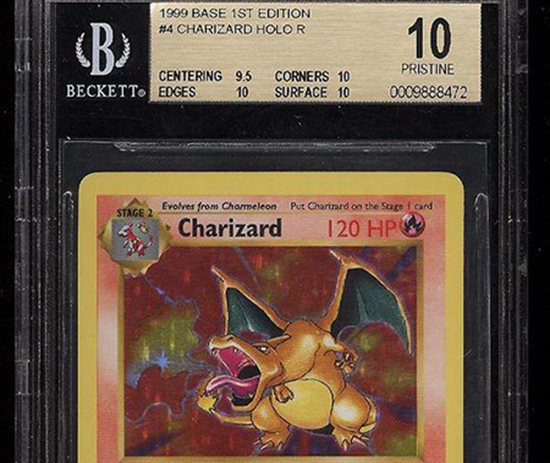 1999 BASE 1ST EDITION
#4 CHARIZARD HOLO R
10
PRISTINE
CENTERING 9.5 CORNERS 10
EDGES 10 SURFACE 10
0009888472
B
BECKETT®
Evolves from Charmeleon Put Charizard on the Stage 1 card
STAGE 2
Charizard 120 HP